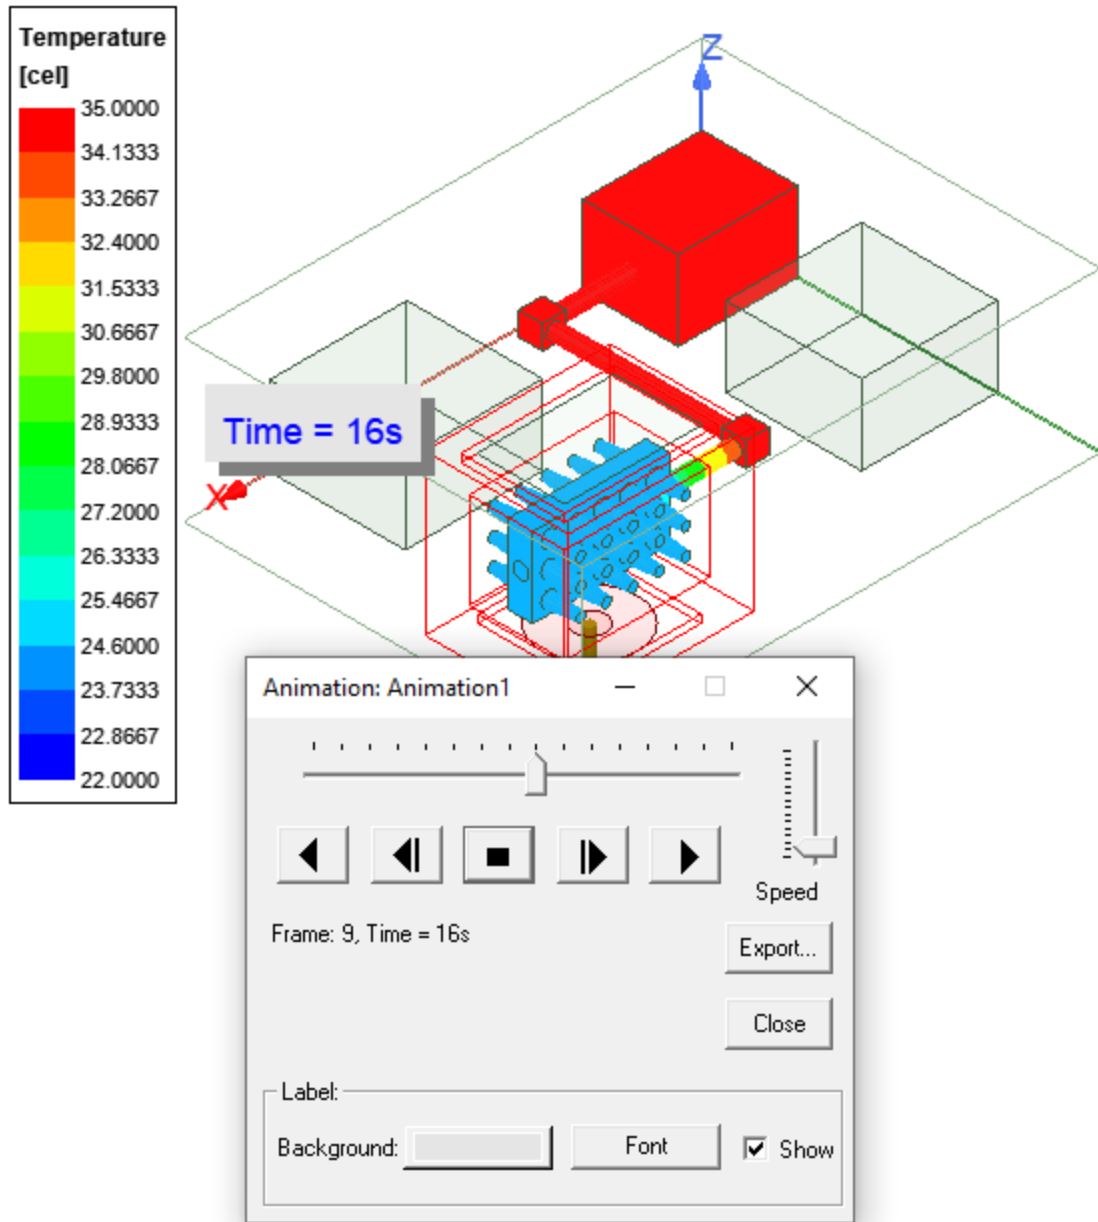 Temperature
[cel]
35.0000
34.1333
33.2667
32.4000
31.5333
30.6667
29.8000
28.9333
28.0667
27.2000
26.3333
25.4667
24.6000
23.7333
22.8667
22.0000
Z
Time = 16s
X
Animation: Animation1
Speed
Frame: 9, Time = 16s
Export...
Close
Label:
Background:
Font
Show